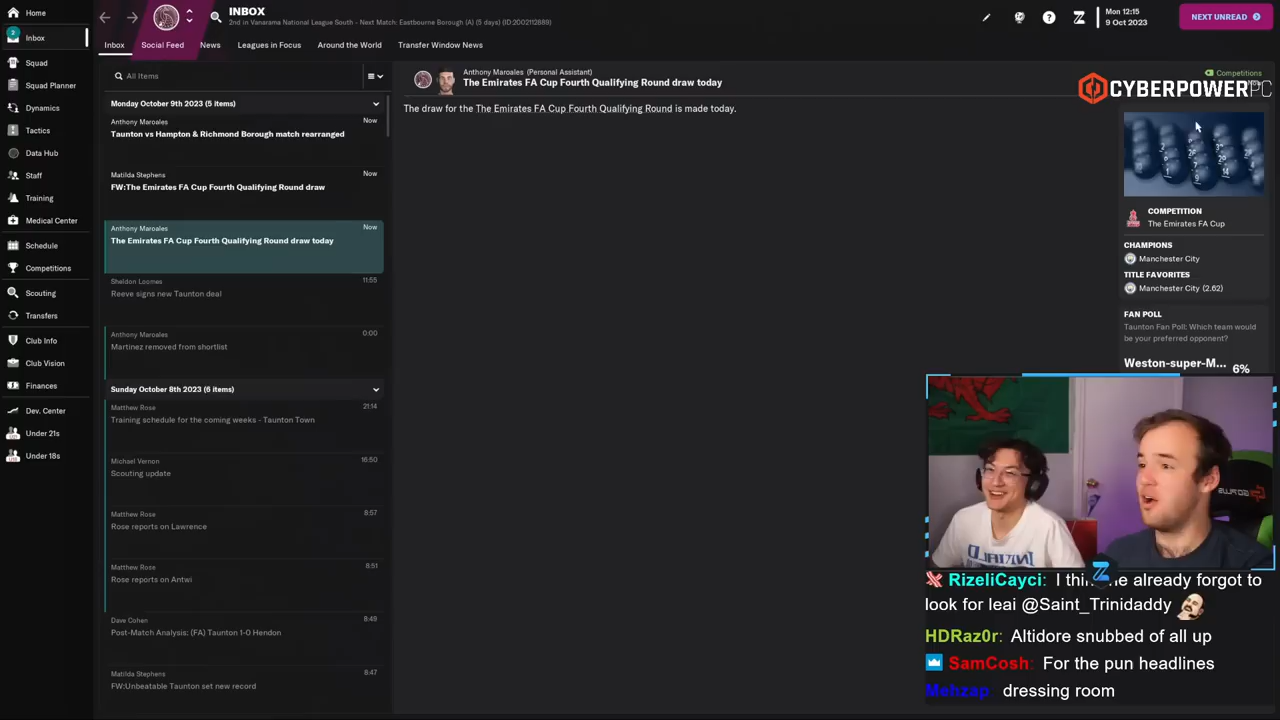 Home
INBOX
2nd in Vanarama National League South - Next Match: Eastbourne Borough (A) (5 days) (ID:2002112689)
Mon 12:15
9 Oct 2023
NEXT UNREAD
2
Inbox
Squad
Squad Planner
Dynamics
Tactics
Data Hub
Staff
Training
Medical Center
Schedule
Competitions
Scouting
Transfers
Club Info
Club Vision
Finances
Dev. Center
Under 21s
Under 18s
Inbox
Social Feed
News
Leagues in Focus
Around the World
Transfer Window News
All Items
Monday October 9th 2023 (5 items)
Anthony Maroales
Now
Taunton vs Hampton & Richmond Borough match rearranged
Matilda Stephens
Now
FW:The Emirates FA Cup Fourth Qualifying Round draw
Anthony Maroales
Now
The Emirates FA Cup Fourth Qualifying Round draw today
Sheldon Loomes
11:55
Reeve signs new Taunton deal
Anthony Maroales
0:00
Martinez removed from shortlist
Sunday October 8th 2023 (6 items)
Matthew Rose
21:14
Training schedule for the coming weeks - Taunton Town
Michael Vernon
16:50
Scouting update
Matthew Rose
8:57
Rose reports on Lawrence
Matthew Rose
8:51
Rose reports on Antwi
Dave Cohen
8:49
Post-Match Analysis: (FA) Taunton 1-0 Hendon
Matilda Stephens
8:47
FW:Unbeatable Taunton set new record
Anthony Maroales (Personal Assistant)
The Emirates FA Cup Fourth Qualifying Round draw today
The draw for the The Emirates FA Cup Fourth Qualifying Round is made today.
Competitions
CYBERPOWERPC
COMPETITION
The Emirates FA Cup
CHAMPIONS
Manchester City
TITLE FAVORITES
Manchester City (2.62)
FAN POLL
Taunton Fan Poll: Which team would
be your preferred opponent?
Weston-super-M...
6%
RizeliCayci: I
already forgot to
look for leai @Saint_Trinidaddy
HDRaz0r: Altidore snubbed of all up
SamCosh: For the pun headlines
Mehzap dressing room